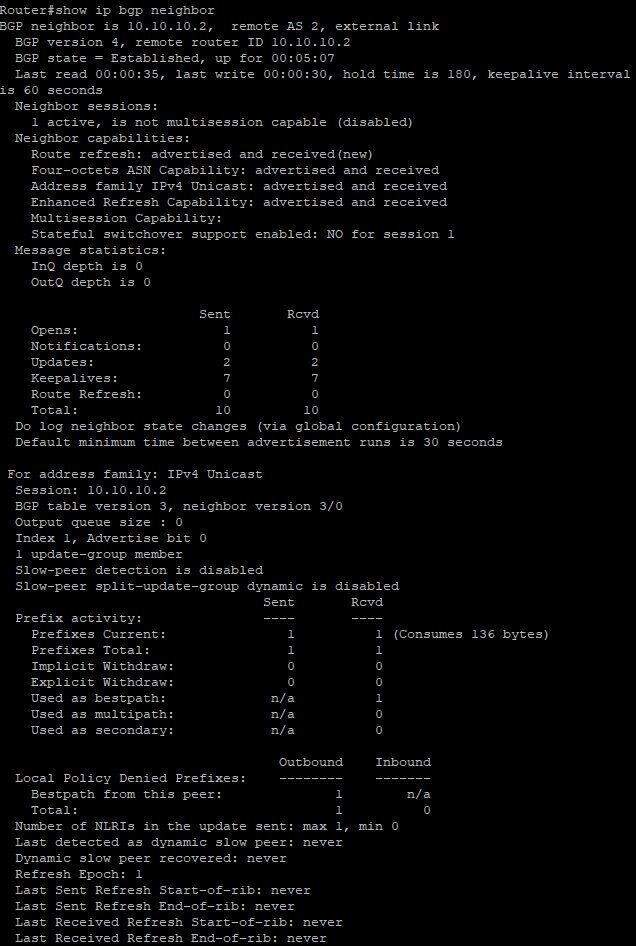 Router#show ip bgp neighbor
BGP neighbor is 10.10.10.2,  remote AS 2, external link
  BGP version 4, remote router ID 10.10.10.2
  BGP state = Established, up for 00:05:07
  Last read 00:00:35, last write 00:00:30, hold time is 180, keepalive interval
is 60 seconds
  Neighbor sessions:
    1 active, is not multisession capable (disabled)
  Neighbor capabilities:
    Route refresh: advertised and received(new)
    Four-octets ASN Capability: advertised and received
    Address family IPv4 Unicast: advertised and received
    Enhanced Refresh Capability: advertised and received
    Multisession Capability:
    Stateful switchover support enabled: NO for session 1
  Message statistics:
    InQ depth is 0
    OutQ depth is 0
                         Sent       Rcvd
    Opens:                  1          1
    Notifications:          0          0
    Updates:                2          2
    Keepalives:             7          7
    Route Refresh:          0          0
    Total:                 10         10
  Do log neighbor state changes (via global configuration)
  Default minimum time between advertisement runs is 30 seconds
 For address family: IPv4 Unicast
  Session: 10.10.10.2
  BGP table version 3, neighbor version 3/0
  Output queue size : 0
  Index 1, Advertise bit 0
  1 update-group member
  Slow-peer detection is disabled
  Slow-peer split-update-group dynamic is disabled
                                 Sent       Rcvd
  Prefix activity:               ----       ----
    Prefixes Current:               1          1 (Consumes 136 bytes)
    Prefixes Total:                 1          1
    Implicit Withdraw:              0          0
    Explicit Withdraw:              0          0
    Used as bestpath:             n/a          1
    Used as multipath:            n/a          0
    Used as secondary:            n/a          0
                                   Outbound    Inbound
  Local Policy Denied Prefixes:    --------    -------
    Bestpath from this peer:              1        n/a
    Total:                                1          0
  Number of NLRIs in the update sent: max 1, min 0
  Last detected as dynamic slow peer: never
  Dynamic slow peer recovered: never
  Refresh Epoch: 1
  Last Sent Refresh Start-of-rib: never
  Last Sent Refresh End-of-rib: never
  Last Received Refresh Start-of-rib: never
  Last Received Refresh End-of-rib: never